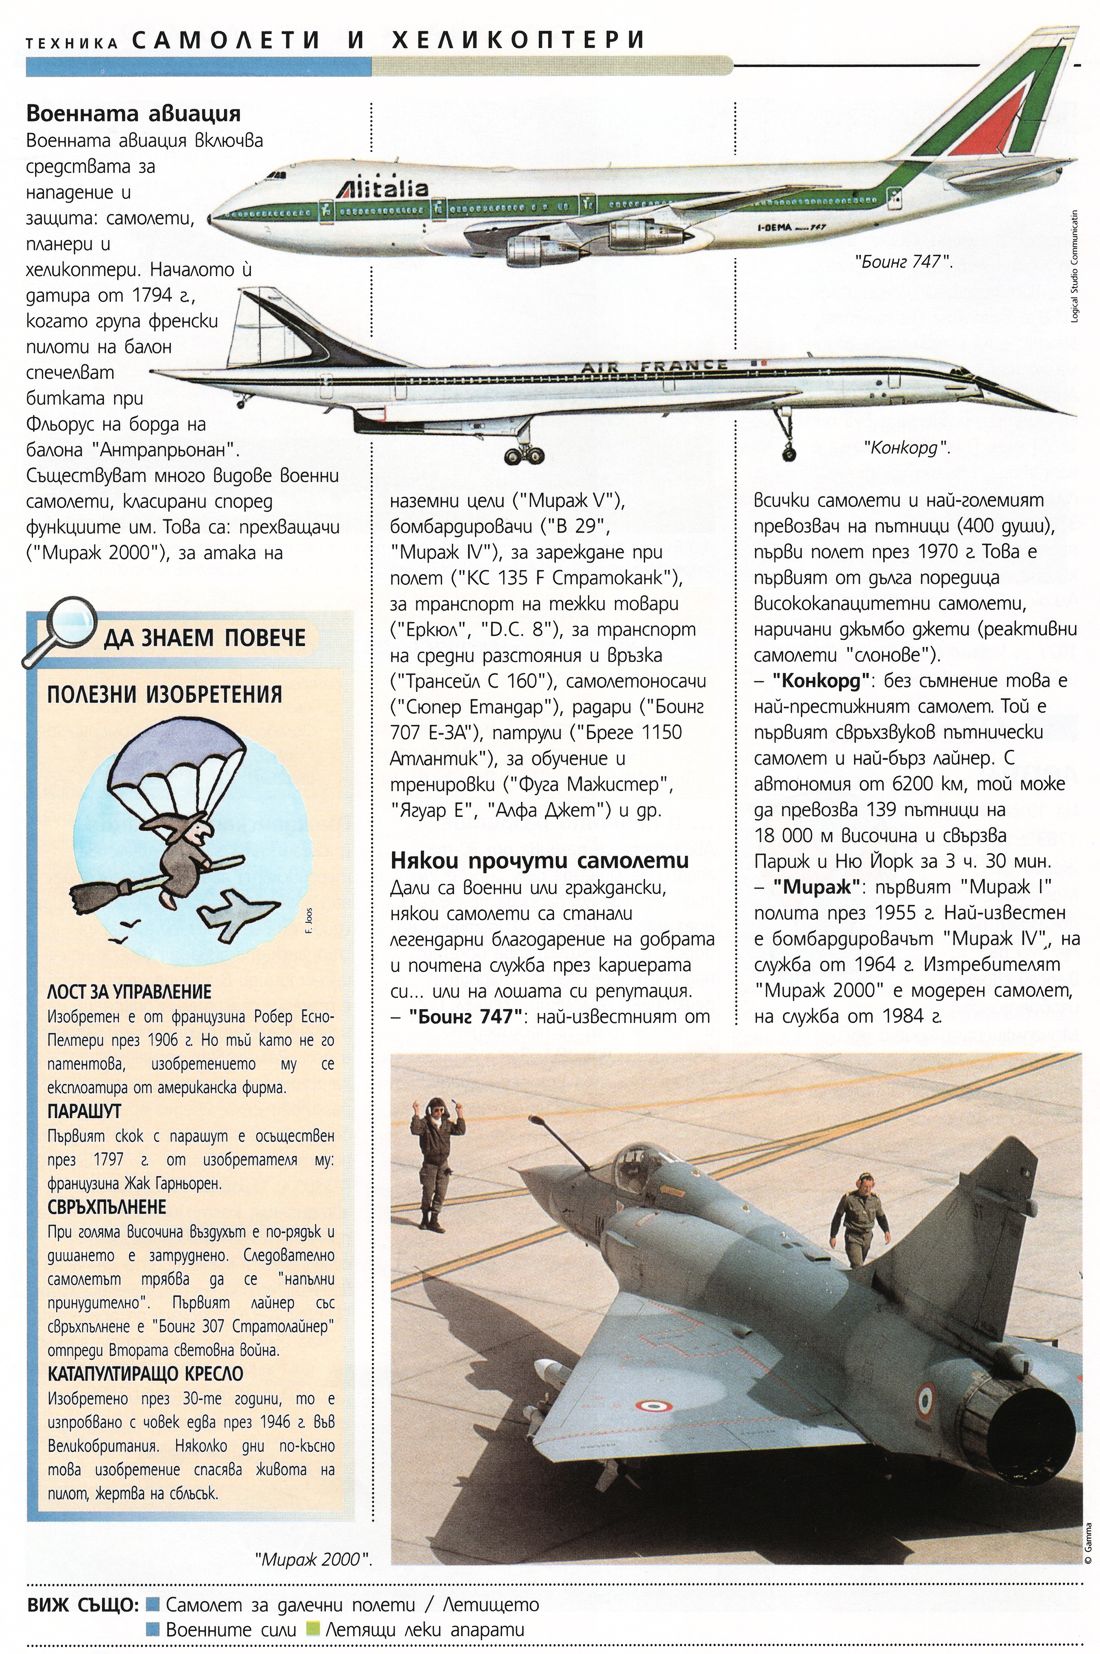 ТЕХНИКА САМОЛЕТИ И ХЕЛИКОПТЕРИ
Военната авиация
Военната авиация включва
средствата за
нападение и
защита: самолети,
планери и
хеликоптери. Началото ѝ
датира от 1794 г.,
когато група френски
пилоти на балон
спечелват
битката при
Фльорус на борда на
балона "Антрапрьонан".
Съществуват много видове военни
самолети, класирани според
функциите им. Това са: прехващачи
("Мираж 2000"), за атака на
Alitalia
I-DEMA
747
"Боинг 747".
Logical Studio Communicatin
AIR FRANCE
"Конкорд".
наземни цели ("Мираж V"),
бомбардировачи ("В 29",
"Мираж IV"), за зареждане при
полет ("КС 135 F Стратоканк"),
за транспорт на тежки товари
("Еркюл", "D.C. 8"), за транспорт
на средни разстояния и връзка
("Трансейл С 160"), самолетоносачи
("Сюпер Етандар"), радари ("Боинг
707 Е-3А"), патрули ("Бреге 1150
Атлантик"), за обучение и
тренировки ("Фуга Мажистер",
"Ягуар Е", "Алфа Джет") и др.
Някои прочути самолети
Дали са военни или граждански,
някои самолети са станали
легендарни благодарение на добрата
и почтена служба през кариерата
си... или на лошата си репутация.
– "Боинг 747": най-известният от
всички самолети и най-големият
превозвач на пътници (400 души),
първи полет през 1970 г. Това е
първият от дълга поредица
висококапацитетни самолети,
наричани джъмбо джети (реактивни
самолети "слонове").
– "Конкорд": без съмнение това е
най-престижният самолет. Той е
първият свръхзвуков пътнически
самолет и най-бърз лайнер. С
автономия от 6200 км, той може
да превозва 139 пътници на
18 000 м височина и свързва
Париж и Ню Йорк за 3 ч. 30 мин.
– "Мираж": първият "Мираж I"
полита през 1955 г. Най-известен
е бомбардировачът "Мираж IV", на
служба от 1964 г. Изтребителят
"Мираж 2000" е модерен самолет,
на служба от 1984 г.
ДА ЗНАЕМ ПОВЕЧЕ
ПОЛЕЗНИ ИЗОБРЕТЕНИЯ
F. Joos
ЛОСТ ЗА УПРАВЛЕНИЕ
Изобретен е от французина Робер Есно-
Пелтери през 1906 г. Но тъй като не го
патентова, изобретението му се
експлоатира от американска фирма.
ПАРАШУТ
Първият скок с парашут е осъществен
през 1797 г. от изобретателя му:
французина Жак Гарньорен.
СВРЪХПЪЛНЕНЕ
При голяма височина въздухът е по-рядък и
дишането е затруднено. Следователно
самолетът трябва да се "напълни
принудително". Първият лайнер със
свръхпълнене е "Боинг 307 Стратолайнер"
отпреди Втората световна война.
КАТАПУЛТИРАЩО КРЕСЛО
Изобретено през 30-те години, то е
изпробвано с човек едва през 1946 г. във
Великобритания. Няколко дни по-късно
това изобретение спасява живота на
пилот, жертва на сблъсък.
"Мираж 2000".
© Gamma
ВИЖ СЪЩО: Самолет за далечни полети / Летището
Военните сили Летящи леки апарати